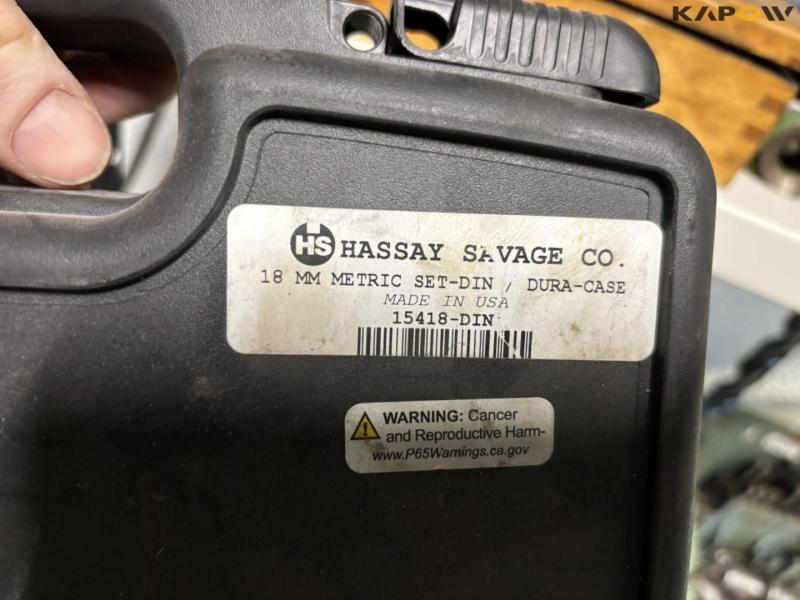 KAPOW
HS HASSAY SAVAGE CO.
18 MM METRIC SET-DIN / DURA-CASE
MADE IN USA
15418-DIN
WARNING: Cancer
and Reproductive Harm-
www.P65Warnings.ca.gov